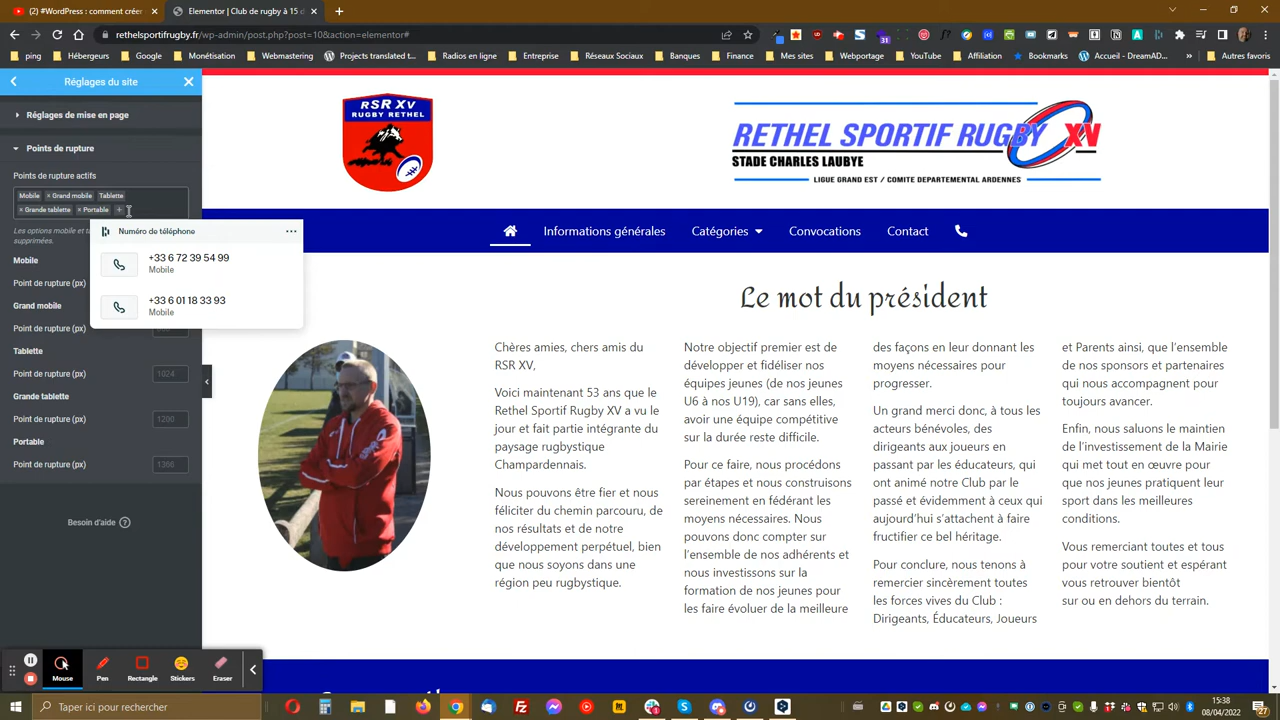 (2) #WordPress : comment créer
Elementor | Club de rugby à 15 d
rethelsportifrugby.fr/wp-admin/post.php?post=10&action=elementor#
ping
Hébergeurs
Google
Monétisation
Webmastering
Projects translated t...
Radios en ligne
Entreprise
Réseaux Sociaux
Banques
Finance
Mes sites
Webportage
YouTube
Affiliation
Bookmarks
Accueil - DreamAD...
»
Autres favoris
Réglages du site
Réglages de mise en page
Points de rupture
Points de rupture actifs
Mobile × Grand mobile Tablette
× Grande tablette × Portable +
Les options mobile et t
supprimées.
Numéro de téléphone
+33 6 72 39 54 99
Mobile
+33 6 01 18 33 93
Mobile
Mobile
Point de rupture (px)
Grand mobile
Point de rupture (px)
Tablette
Point de rupture (px) 1024
Grande tablette
Point de rupture (px) 1200
Portable
Point de rupture (px) 1366
Besoin d'aide
Mouse
Pen
Rectangle
Stickers
Eraser
RSR XV
RUGBY RETHEL
RETHEL SPORTIF RUGBY XV
STADE CHARLES LAUBYE
LIGUE GRAND EST / COMITE DEPARTEMENTAL ARDENNES
Informations générales
Catégories
Convocations
Contact
Le mot du président
Chères amies, chers amis du
RSR XV,
Voici maintenant 53 ans que le
Rethel Sportif Rugby XV a vu le
jour et fait partie intégrante du
paysage rugbystique
Champardennais.
Nous pouvons être fier et nous
féliciter du chemin parcouru, de
nos résultats et de notre
développement perpétuel, bien
que nous soyons dans une
région peu rugbystique.
Notre objectif premier est de
développer et fidéliser nos
équipes jeunes (de nos jeunes
U6 à nos U19), car sans elles,
avoir une équipe compétitive
sur la durée reste difficile.
Pour ce faire, nous procédons
par étapes et nous construisons
sereinement en fédérant les
moyens nécessaires. Nous
pouvons donc compter sur
l'ensemble de nos adhérents et
nous investissons sur la
formation de nos jeunes pour
les faire évoluer de la meilleure
des façons en leur donnant les
moyens nécessaires pour
progresser.
Un grand merci donc, à tous les
acteurs bénévoles, des
dirigeants aux joueurs en
passant par les éducateurs, qui
ont animé notre Club par le
passé et évidemment à ceux qui
aujourd'hui s'attachent à faire
fructifier ce bel héritage.
Pour conclure, nous tenons à
remercier sincèrement toutes
les forces vives du Club :
Dirigeants, Éducateurs, Joueurs
et Parents ainsi, que l'ensemble
de nos sponsors et partenaires
qui nous accompagnent pour
toujours avancer.
Enfin, nous saluons le maintien
de l'investissement de la Mairie
qui met tout en œuvre pour
que nos jeunes pratiquent leur
sport dans les meilleures
conditions.
Vous remerciant toutes et tous
pour votre soutient et espérant
vous retrouver bientôt
sur ou en dehors du terrain.
Taper ici pour rechercher
15:38
08/04/2022